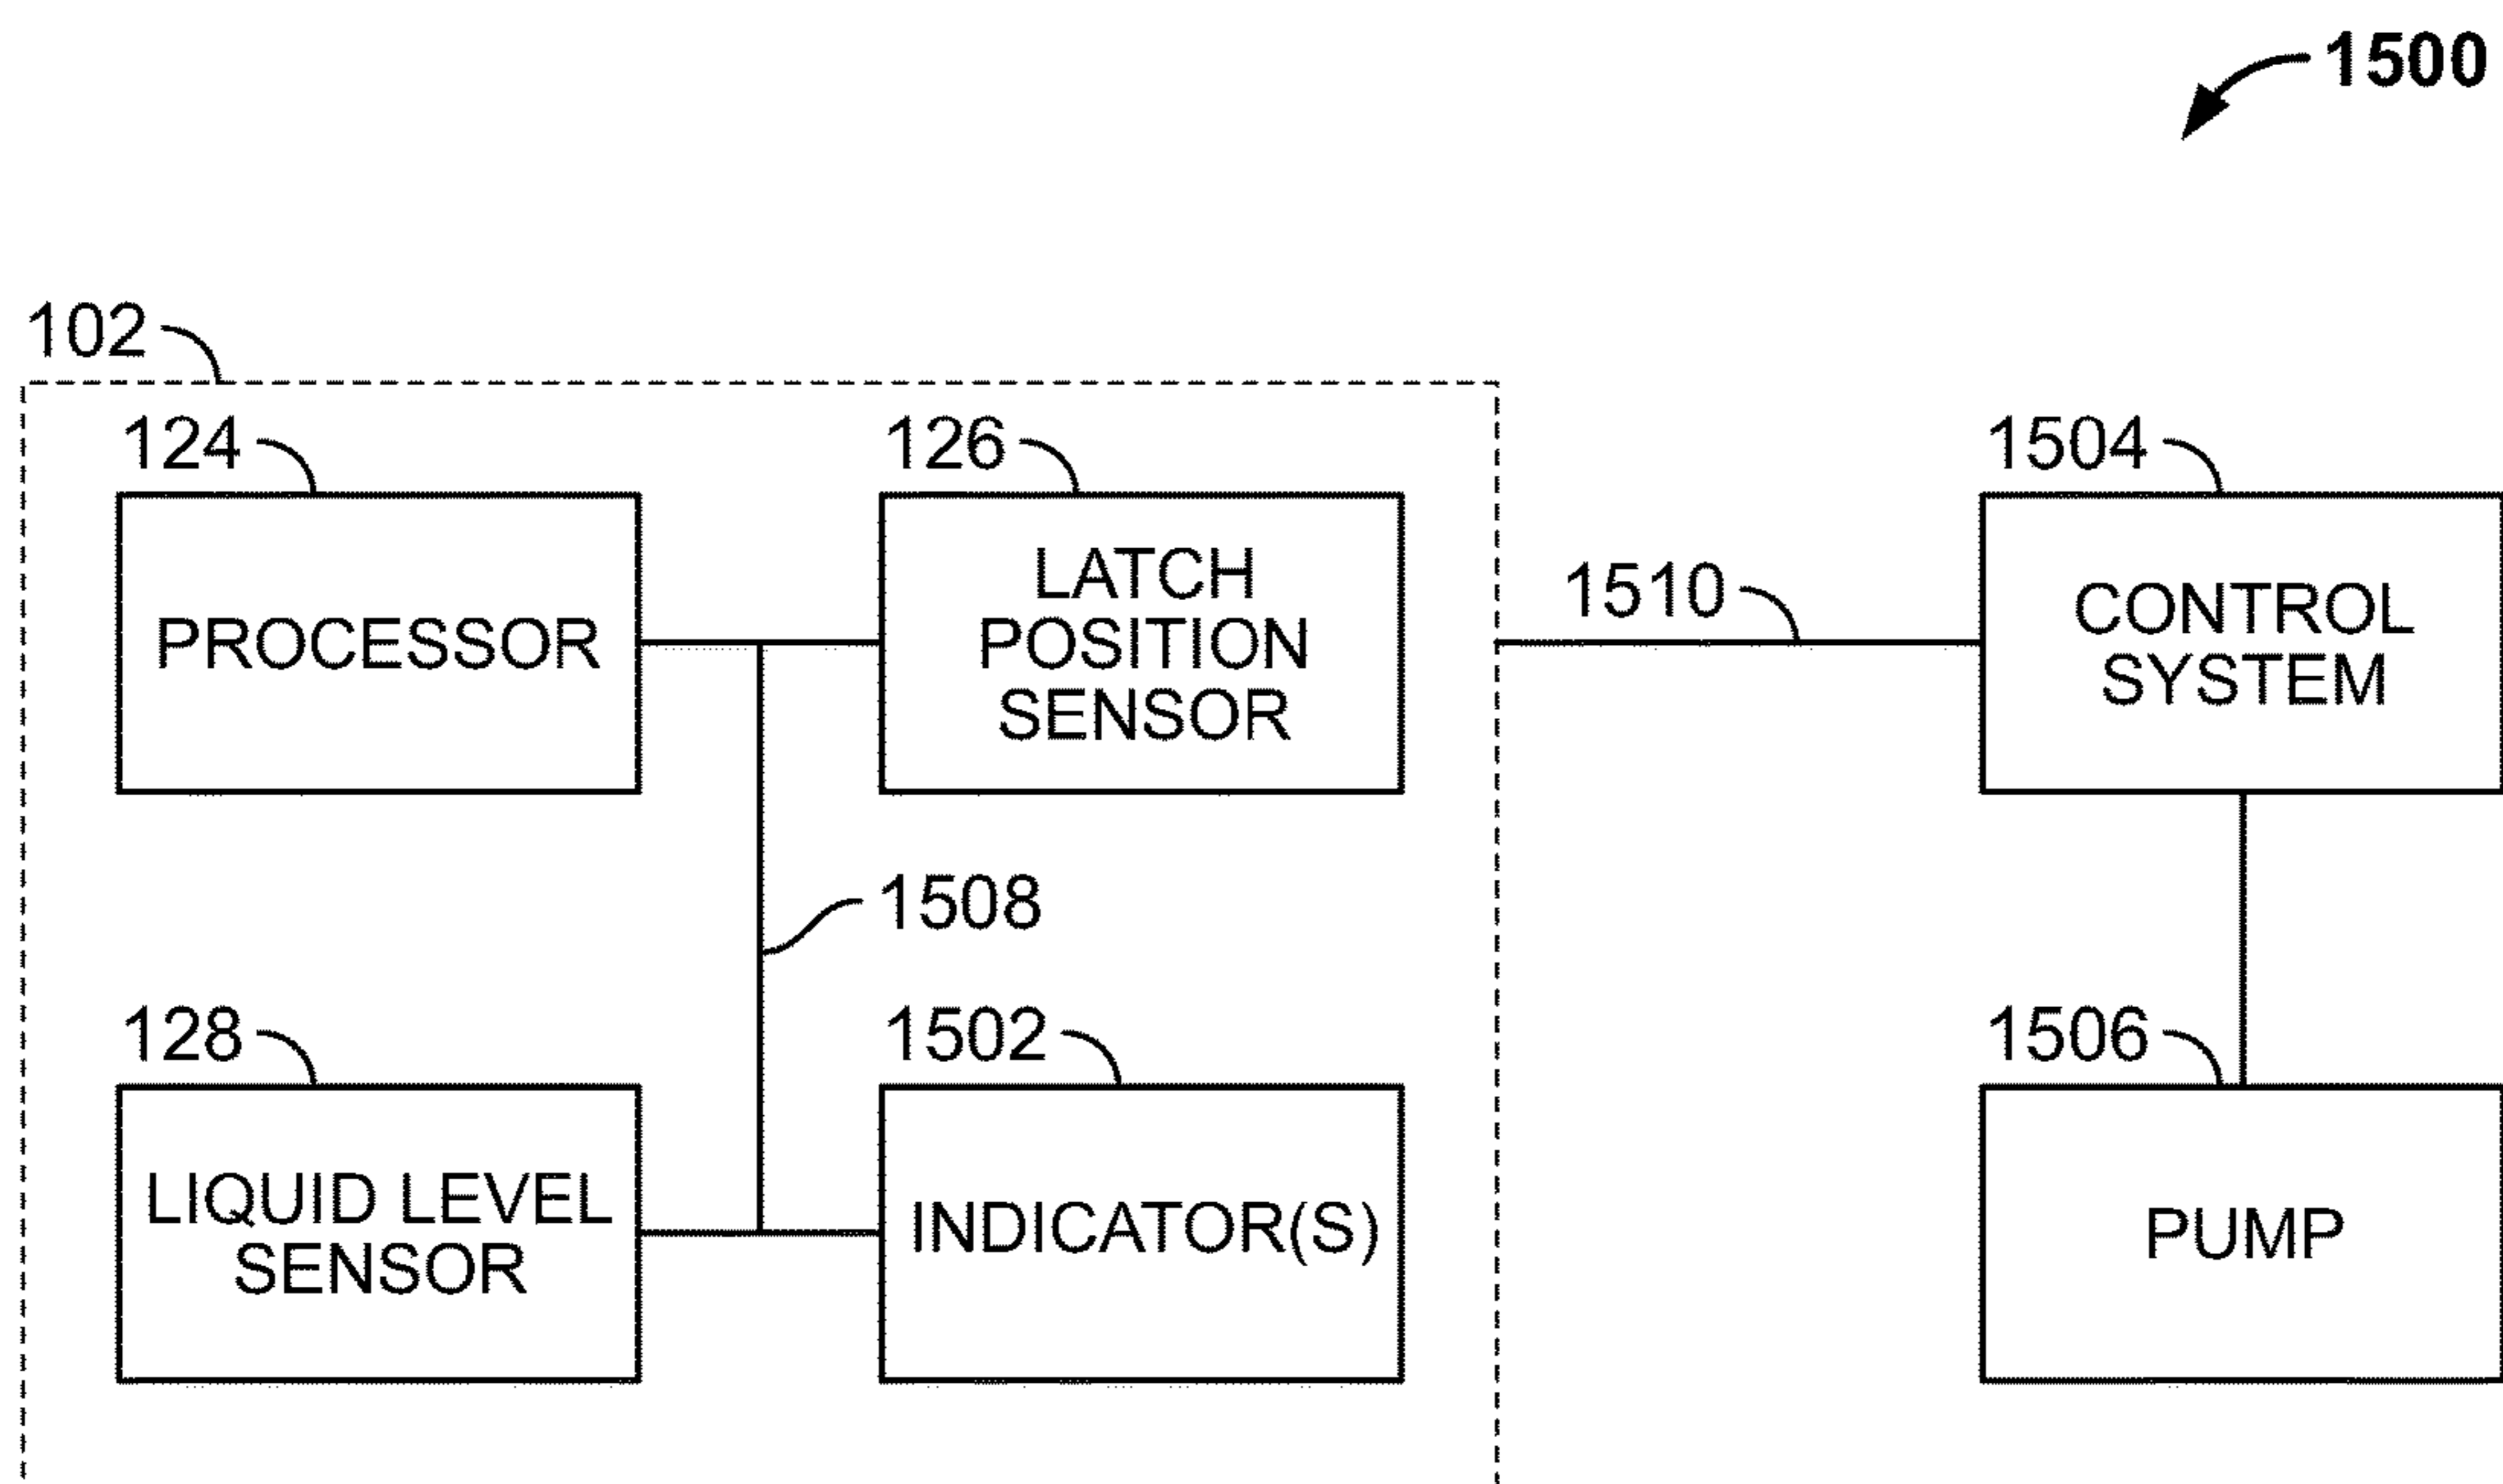 1500
102
124
126
1504
PROCESSOR
LATCH
POSITION
SENSOR
1510
CONTROL
SYSTEM
1508
128
1502
1506
LIQUID LEVEL
SENSOR
INDICATOR(S)
PUMP